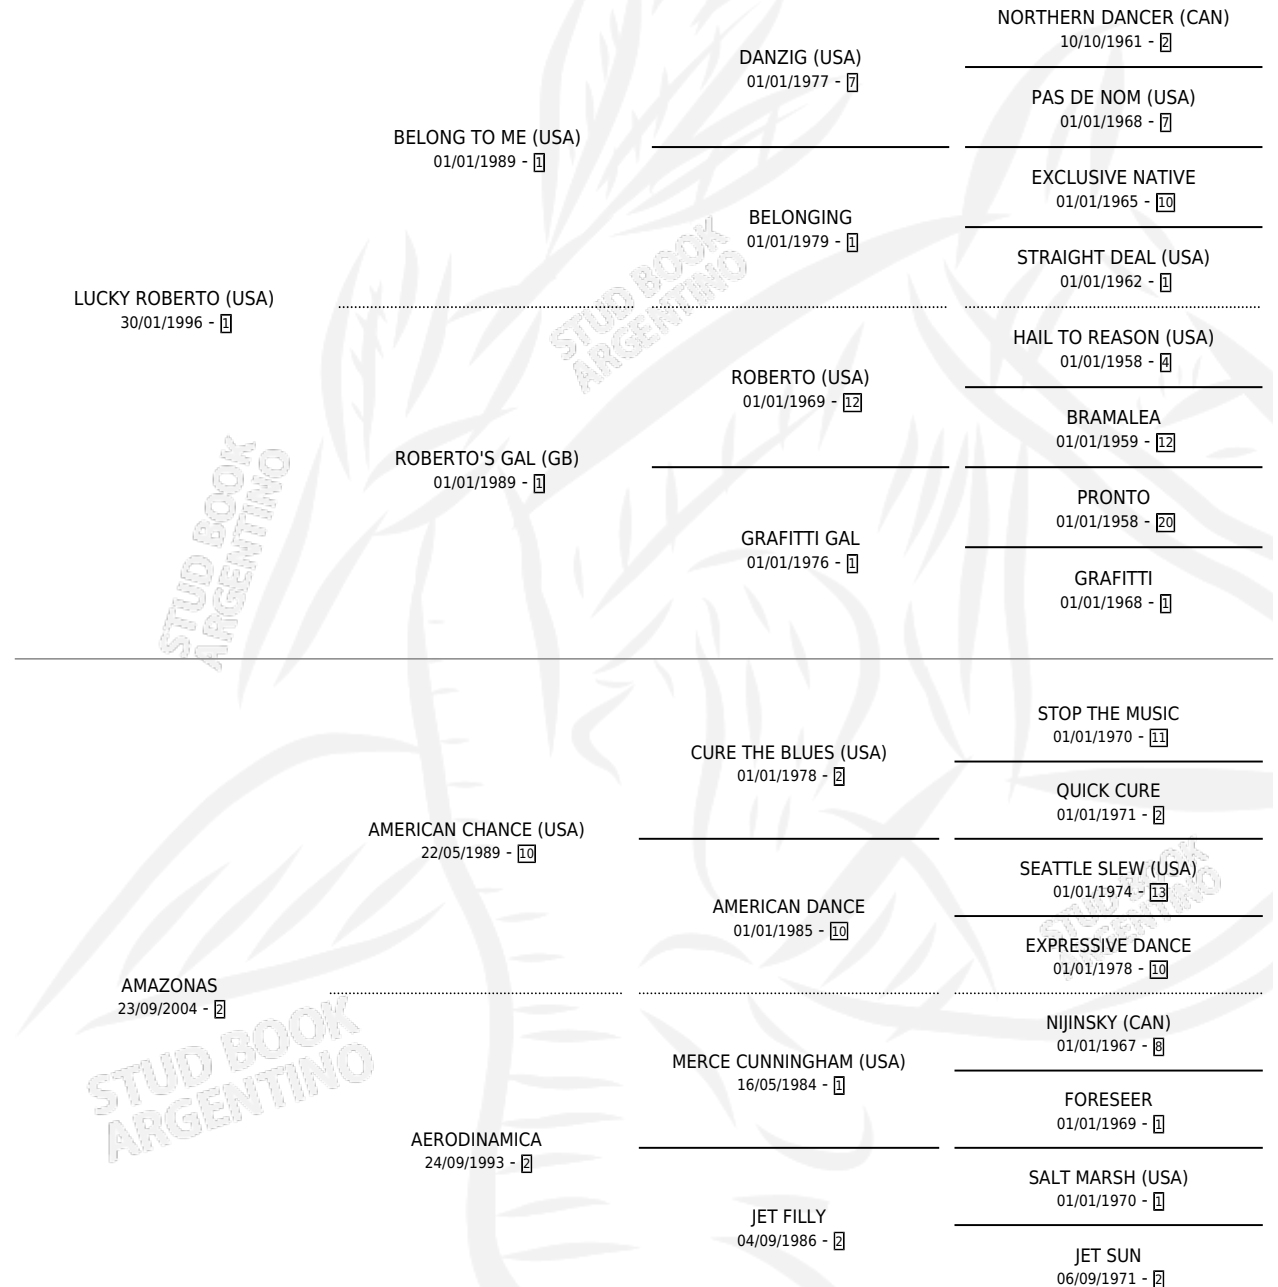 NORTHERN DANCER (CAN)
10/10/1961 - 2
DANZIG (USA)
01/01/1977 - 7
PAS DE NOM (USA)
01/01/1968 - 7
BELONG TO ME (USA)
01/01/1989 - 1
EXCLUSIVE NATIVE
01/01/1965 - 10
BELONGING
01/01/1979 - 1
STRAIGHT DEAL (USA)
01/01/1962 - 1
LUCKY ROBERTO (USA)
30/01/1996 - 1
HAIL TO REASON (USA)
01/01/1958 - 4
ROBERTO (USA)
01/01/1969 - 12
BRAMALEA
01/01/1959 - 12
ROBERTO'S GAL (GB)
01/01/1989 - 1
PRONTO
01/01/1958 - 20
GRAFITTI GAL
01/01/1976 - 1
GRAFITTI
01/01/1968 - 1
STUD BOOK
ARGENTINO
STUD BOOK
ARGENTINO
STOP THE MUSIC
01/01/1970 - 11
CURE THE BLUES (USA)
01/01/1978 - 2
QUICK CURE
01/01/1971 - 2
AMERICAN CHANCE (USA)
22/05/1989 - 10
SEATTLE SLEW (USA)
01/01/1974 - 13
AMERICAN DANCE
01/01/1985 - 10
EXPRESSIVE DANCE
01/01/1978 - 10
AMAZONAS
23/09/2004 - 2
NIJINSKY (CAN)
01/01/1967 - 8
MERCE CUNNINGHAM (USA)
16/05/1984 - 1
FORESEER
01/01/1969 - 1
AERODINAMICA
24/09/1993 - 2
SALT MARSH (USA)
01/01/1970 - 1
JET FILLY
04/09/1986 - 2
JET SUN
06/09/1971 - 2
STUD BOOK
ARGENTINO
STUD BOOK
ARGENTINO